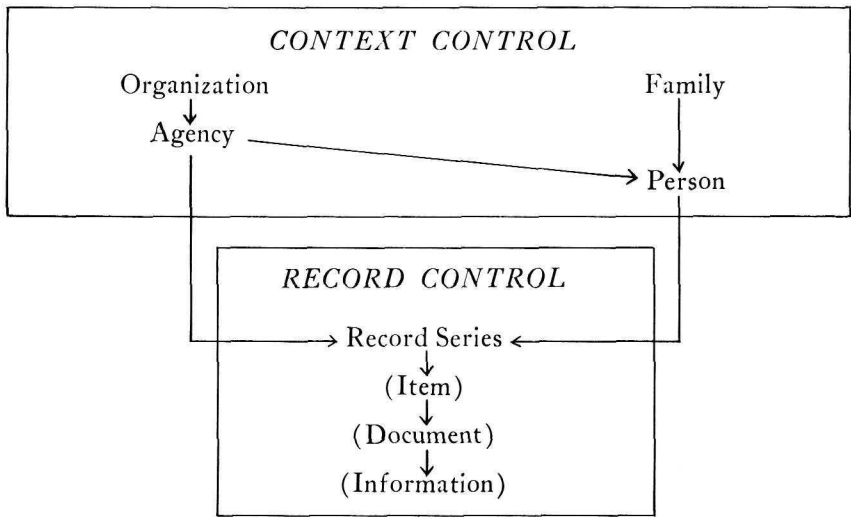 CONTEXT CONTROL
Organization
Family
Agency
Person
RECORD CONTROL
Record Series
(Item)
(Document)
(Information)